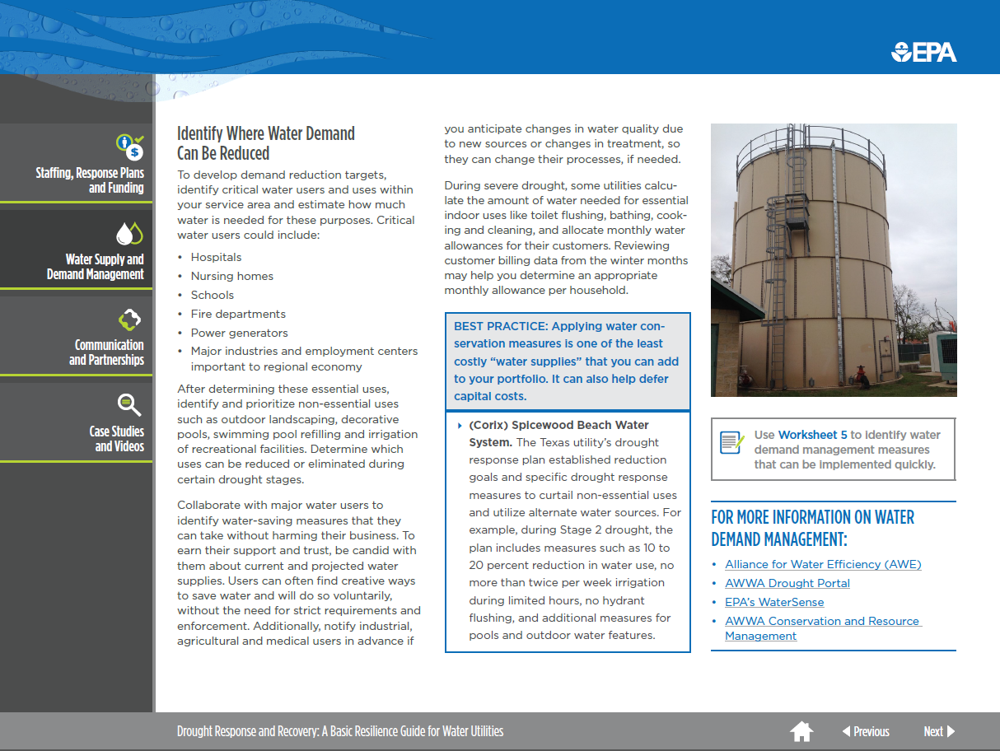 EPA
Staffing, Response Plans
and Funding
Water Supply and
Demand Management
Communication
and Partnerships
Case Studies
and Videos
Identify Where Water Demand
Can Be Reduced
To develop demand reduction targets,
identify critical water users and uses within
your service area and estimate how much
water is needed for these purposes. Critical
water users could include:
• Hospitals
• Nursing homes
• Schools
• Fire departments
• Power generators
• Major industries and employment centers
important to regional economy
After determining these essential uses,
identify and prioritize non-essential uses
such as outdoor landscaping, decorative
pools, swimming pool refilling and irrigation
of recreational facilities. Determine which
uses can be reduced or eliminated during
certain drought stages.
Collaborate with major water users to
identify water-saving measures that they
can take without harming their business. To
earn their support and trust, be candid with
them about current and projected water
supplies. Users can often find creative ways
to save water and will do so voluntarily,
without the need for strict requirements and
enforcement. Additionally, notify industrial,
agricultural and medical users in advance if
you anticipate changes in water quality due
to new sources or changes in treatment, so
they can change their processes, if needed.
During severe drought, some utilities calcu-
late the amount of water needed for essential
indoor uses like toilet flushing, bathing, cook-
ing and cleaning, and allocate monthly water
allowances for their customers. Reviewing
customer billing data from the winter months
may help you determine an appropriate
monthly allowance per household.
BEST PRACTICE: Applying water con-
servation measures is one of the least
costly “water supplies” that you can add
to your portfolio. It can also help defer
capital costs.
(Corix) Spicewood Beach Water
System. The Texas utility’s drought
response plan established reduction
goals and specific drought response
measures to curtail non-essential uses
and utilize alternate water sources. For
example, during Stage 2 drought, the
plan includes measures such as 10 to
20 percent reduction in water use, no
more than twice per week irrigation
during limited hours, no hydrant
flushing, and additional measures for
pools and outdoor water features.
Use Worksheet 5 to identify water
demand management measures
that can be implemented quickly.
FOR MORE INFORMATION ON WATER
DEMAND MANAGEMENT:
• Alliance for Water Efficiency (AWE)
• AWWA Drought Portal
• EPA’s WaterSense
• AWWA Conservation and Resource
Management
Drought Response and Recovery: A Basic Resilience Guide for Water Utilities
Previous
Next